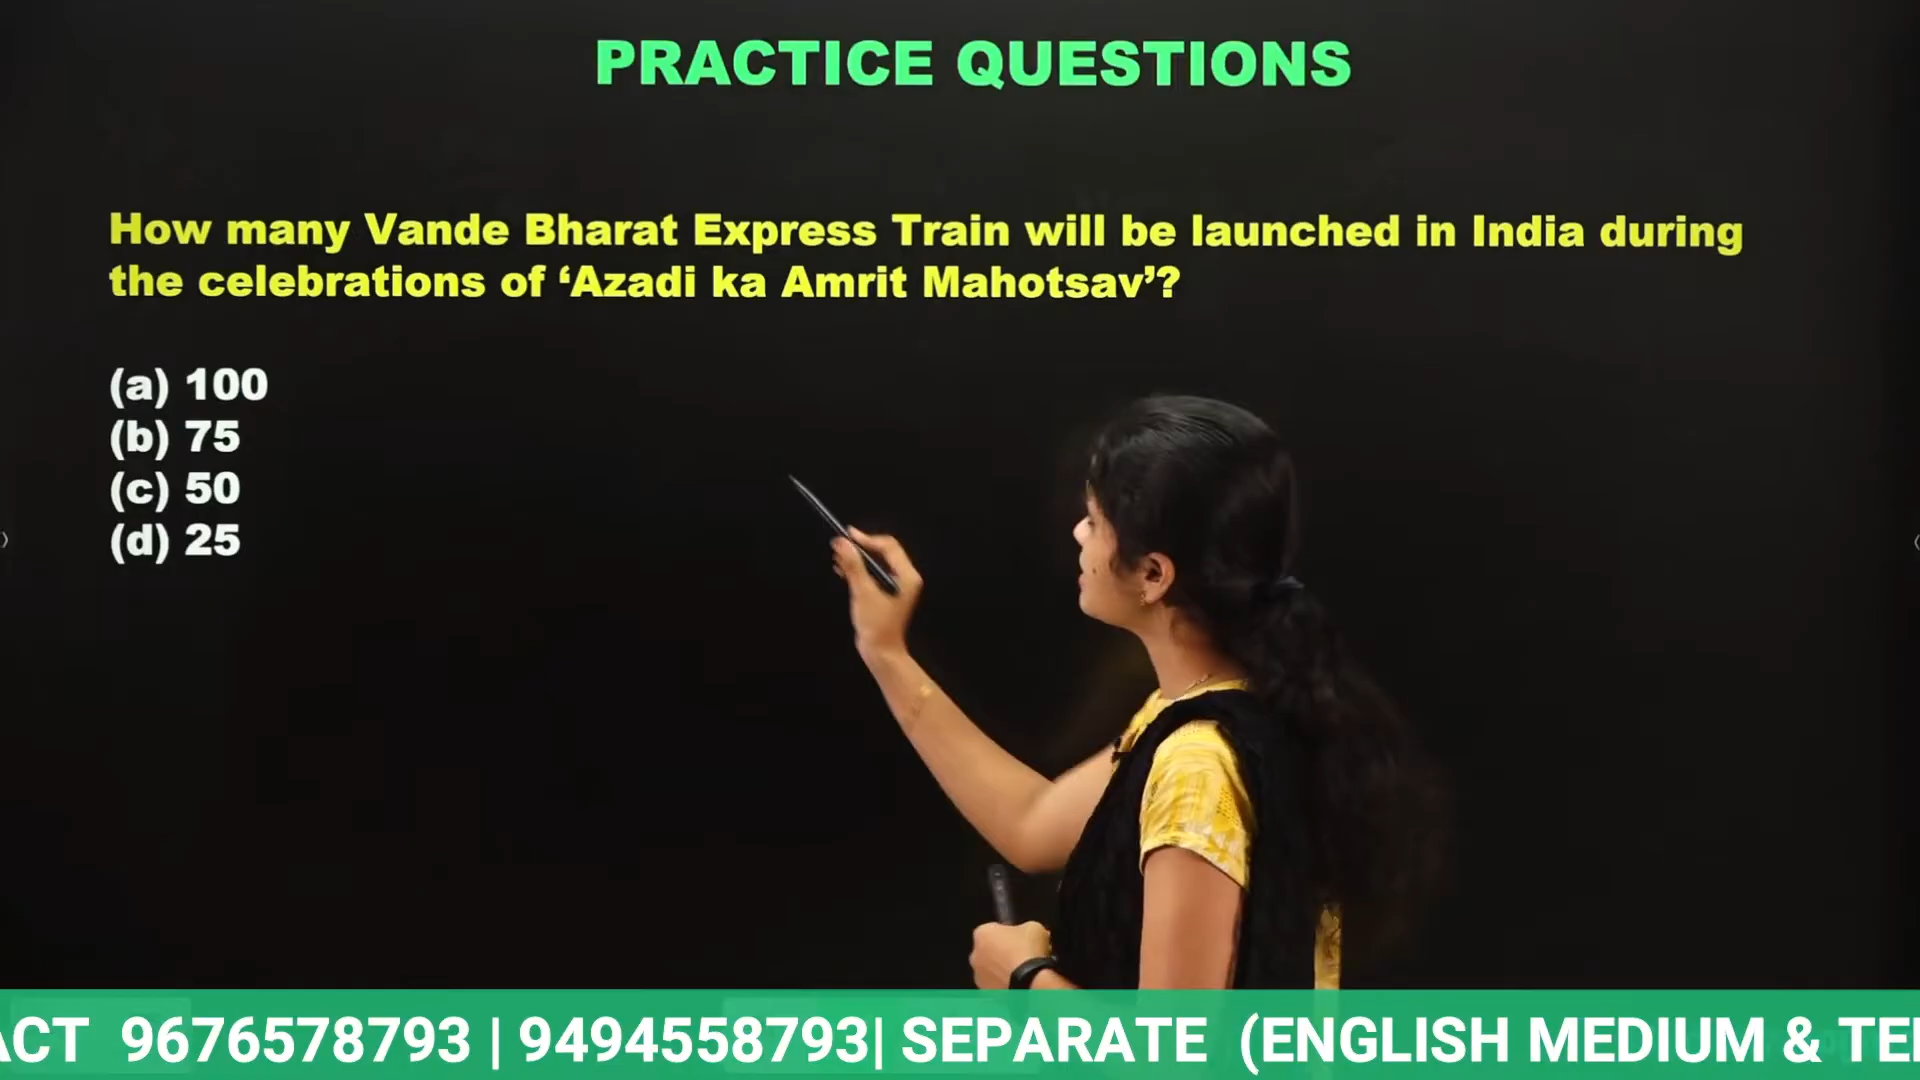 PRACTICE QUESTIONS
How many Vande Bharat Express Train will be launched in India during
the celebrations of ‘Azadi ka Amrit Mahotsav’?
(a) 100
(b) 75
(c) 50
(d) 25
ACT 9676578793 | 9494558793| SEPARATE (ENGLISH MEDIUM & TE